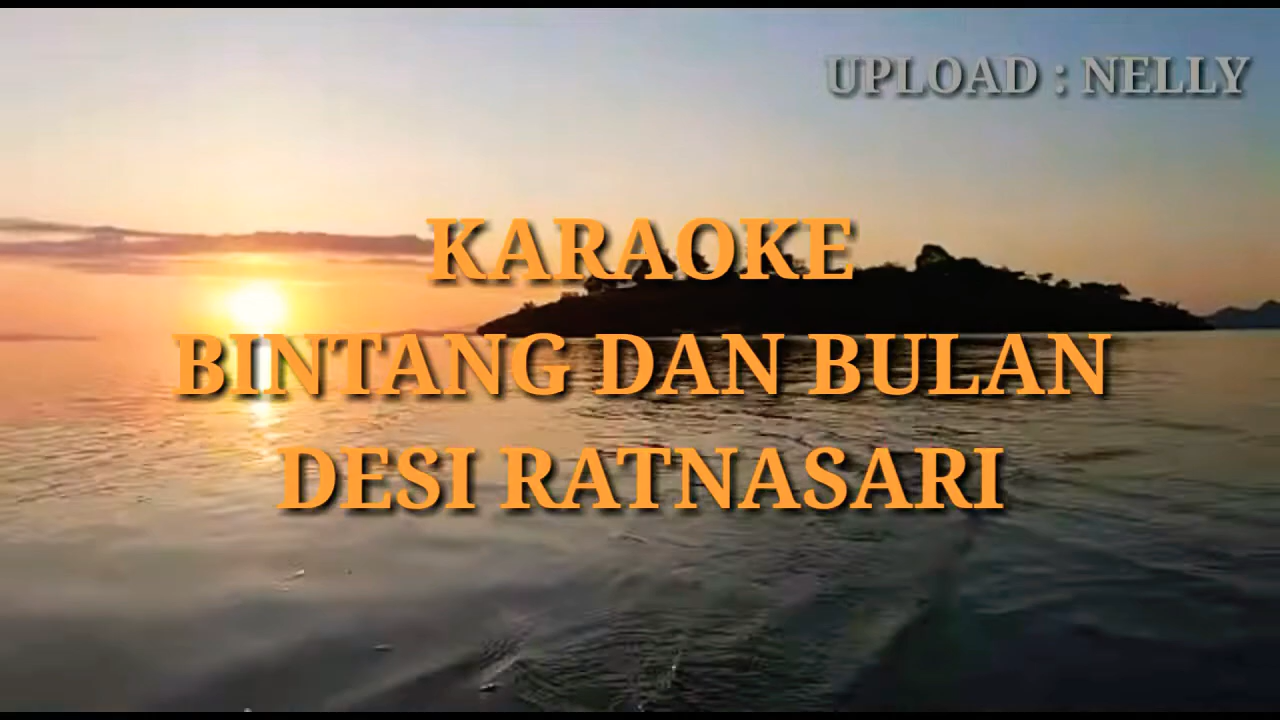 UPLOAD : NELLY
KARAOKE
BINTANG DAN BULAN
DESI RATNASARI